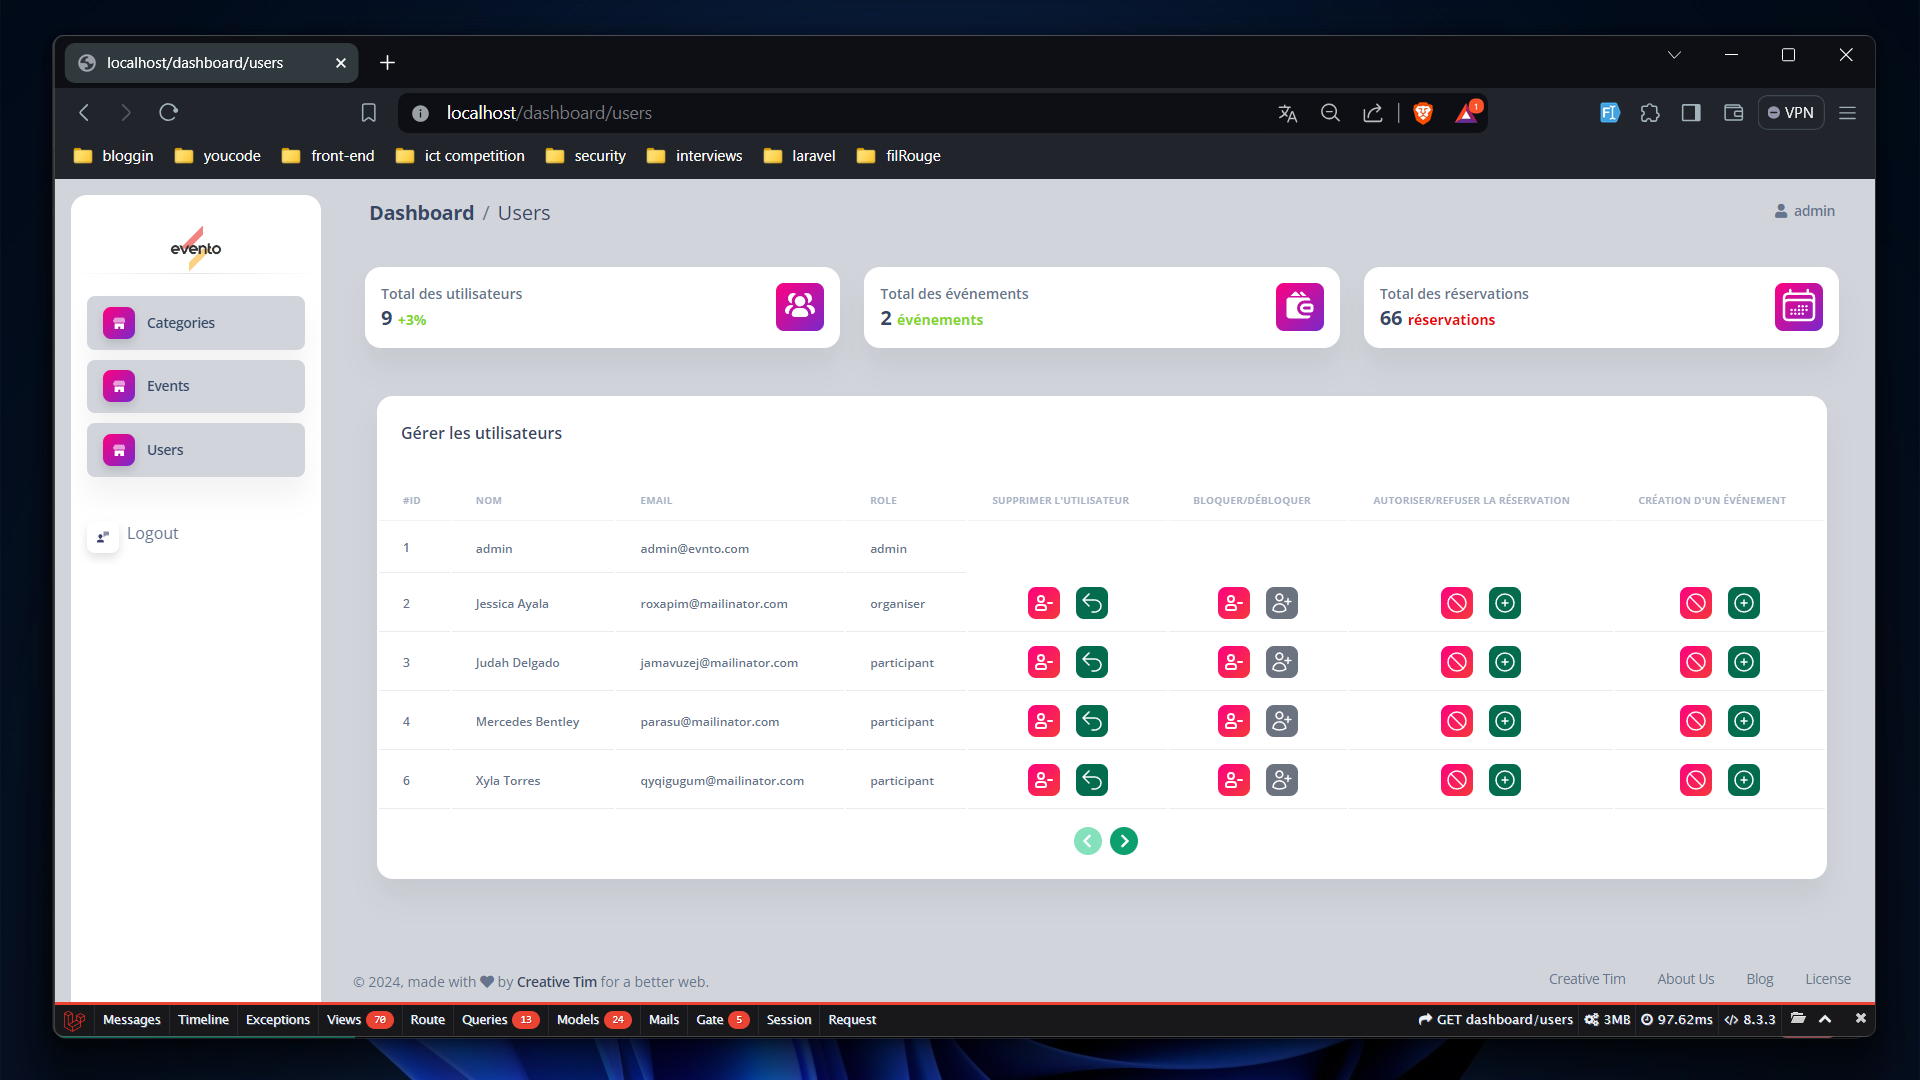 localhost/dashboard/users
localhost/dashboard/users
1
VPN
bloggin youcode front-end ict competition security interviews laravel filRouge
evento
Dashboard / Users
admin
Categories
Events
Users
Logout
Total des utilisateurs
9 +3%
Total des événements
2 événements
Total des réservations
66 réservations
Gérer les utilisateurs
#ID NOM EMAIL ROLE SUPPRIMER L'UTILISATEUR BLOQUER/DÉBLOQUER AUTORISER/REFUSER LA RÉSERVATION CRÉATION D'UN ÉVÉNEMENT
1 admin admin@evnto.com admin
2 Jessica Ayala roxapim@mailinator.com organiser
3 Judah Delgado jamavuzej@mailinator.com participant
4 Mercedes Bentley parasu@mailinator.com participant
6 Xyla Torres qyqigugum@mailinator.com participant
© 2024, made with by Creative Tim for a better web.
Creative Tim About Us Blog License
Messages Timeline Exceptions Views 70 Route Queries 13 Models 24 Mails Gate 5 Session Request GET dashboard/users 3MB 97.62ms 8.3.3